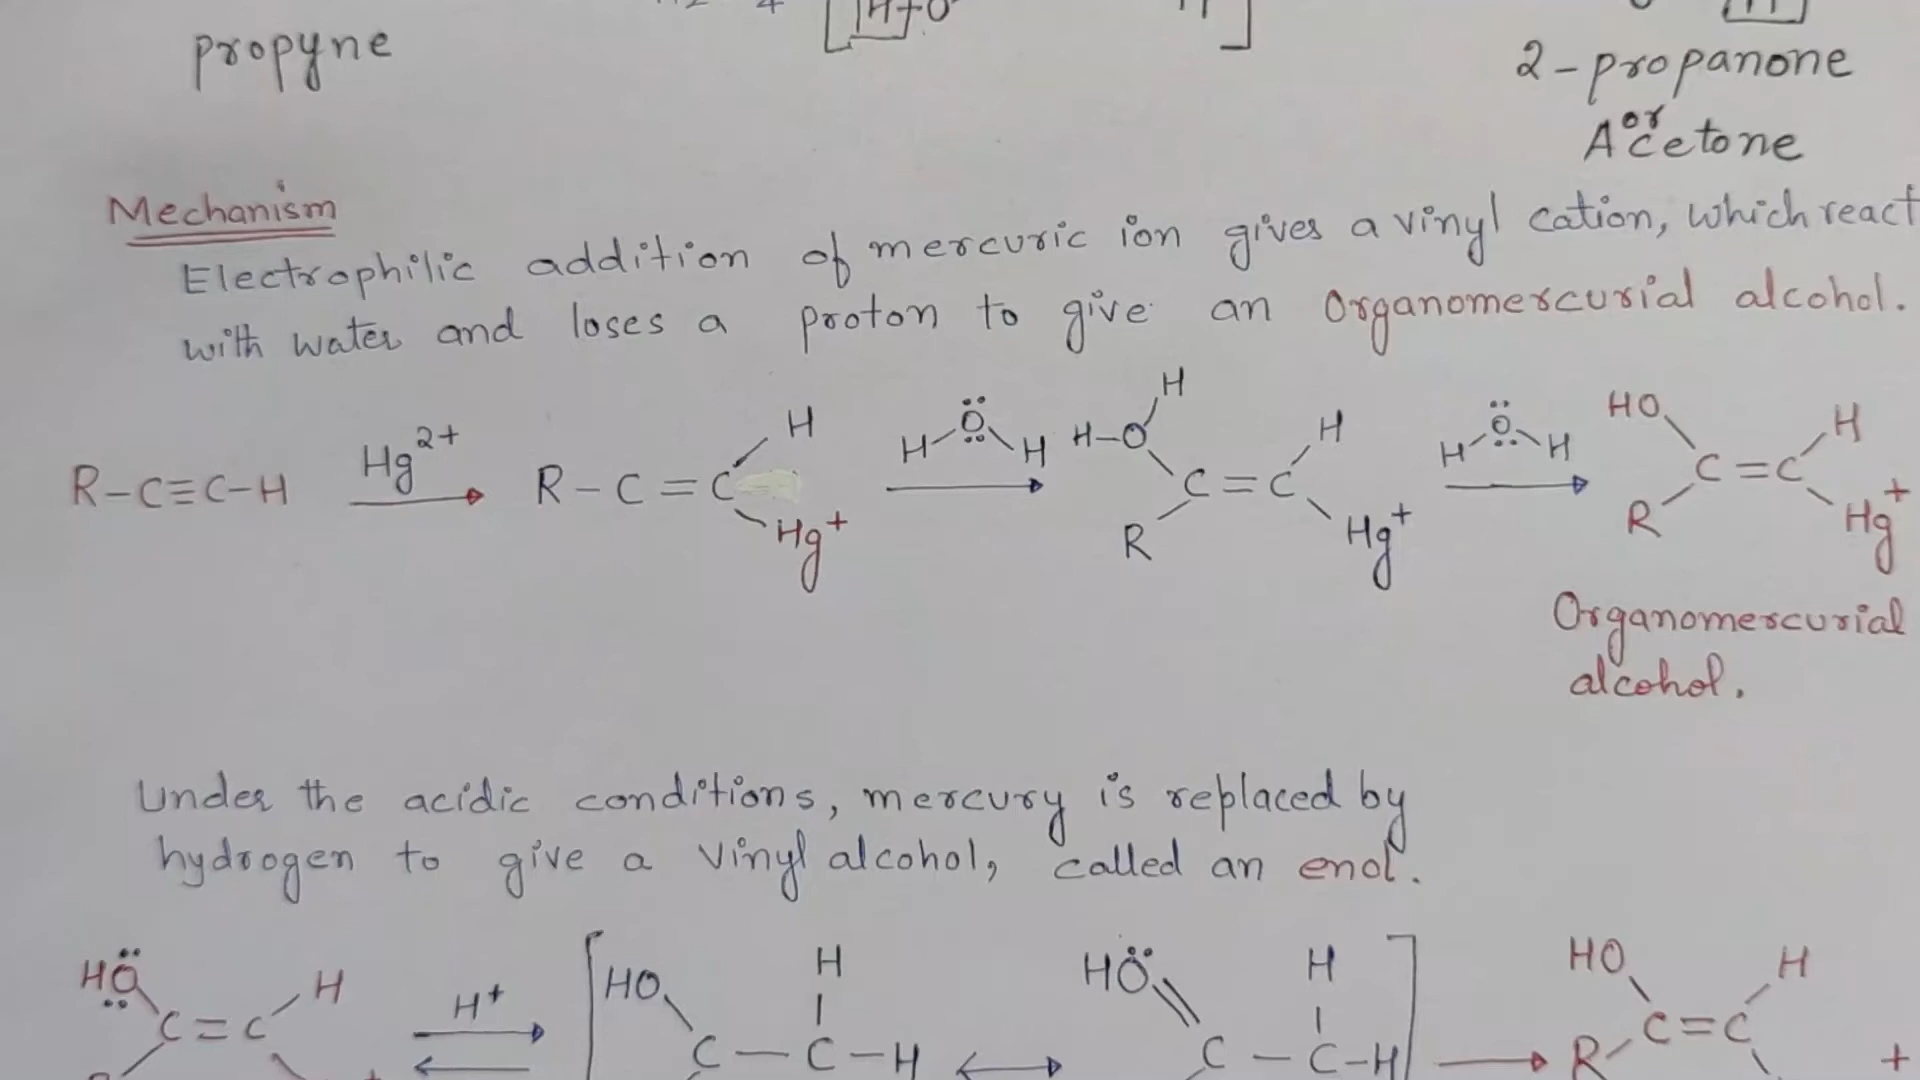 propyne
2-propanone
or
Acetone
Mechanism
Electrophilic addition of mercuric ion gives a vinyl cation, which react
with water and loses a proton to give an Organomercurial alcohol.
R-C≡C-H Hg2+ R-C=C H Hg+ H-O-H H-O H C=C H R Hg+ H-O-H HO C=C H R Hg+
Organomercurial
alcohol.
Under the acidic conditions, mercury is replaced by
hydrogen to give a vinyl alcohol, called an enol.
HO C=C H H+ [HO C-C-H H HO C-C-H H] HO C=C H R +